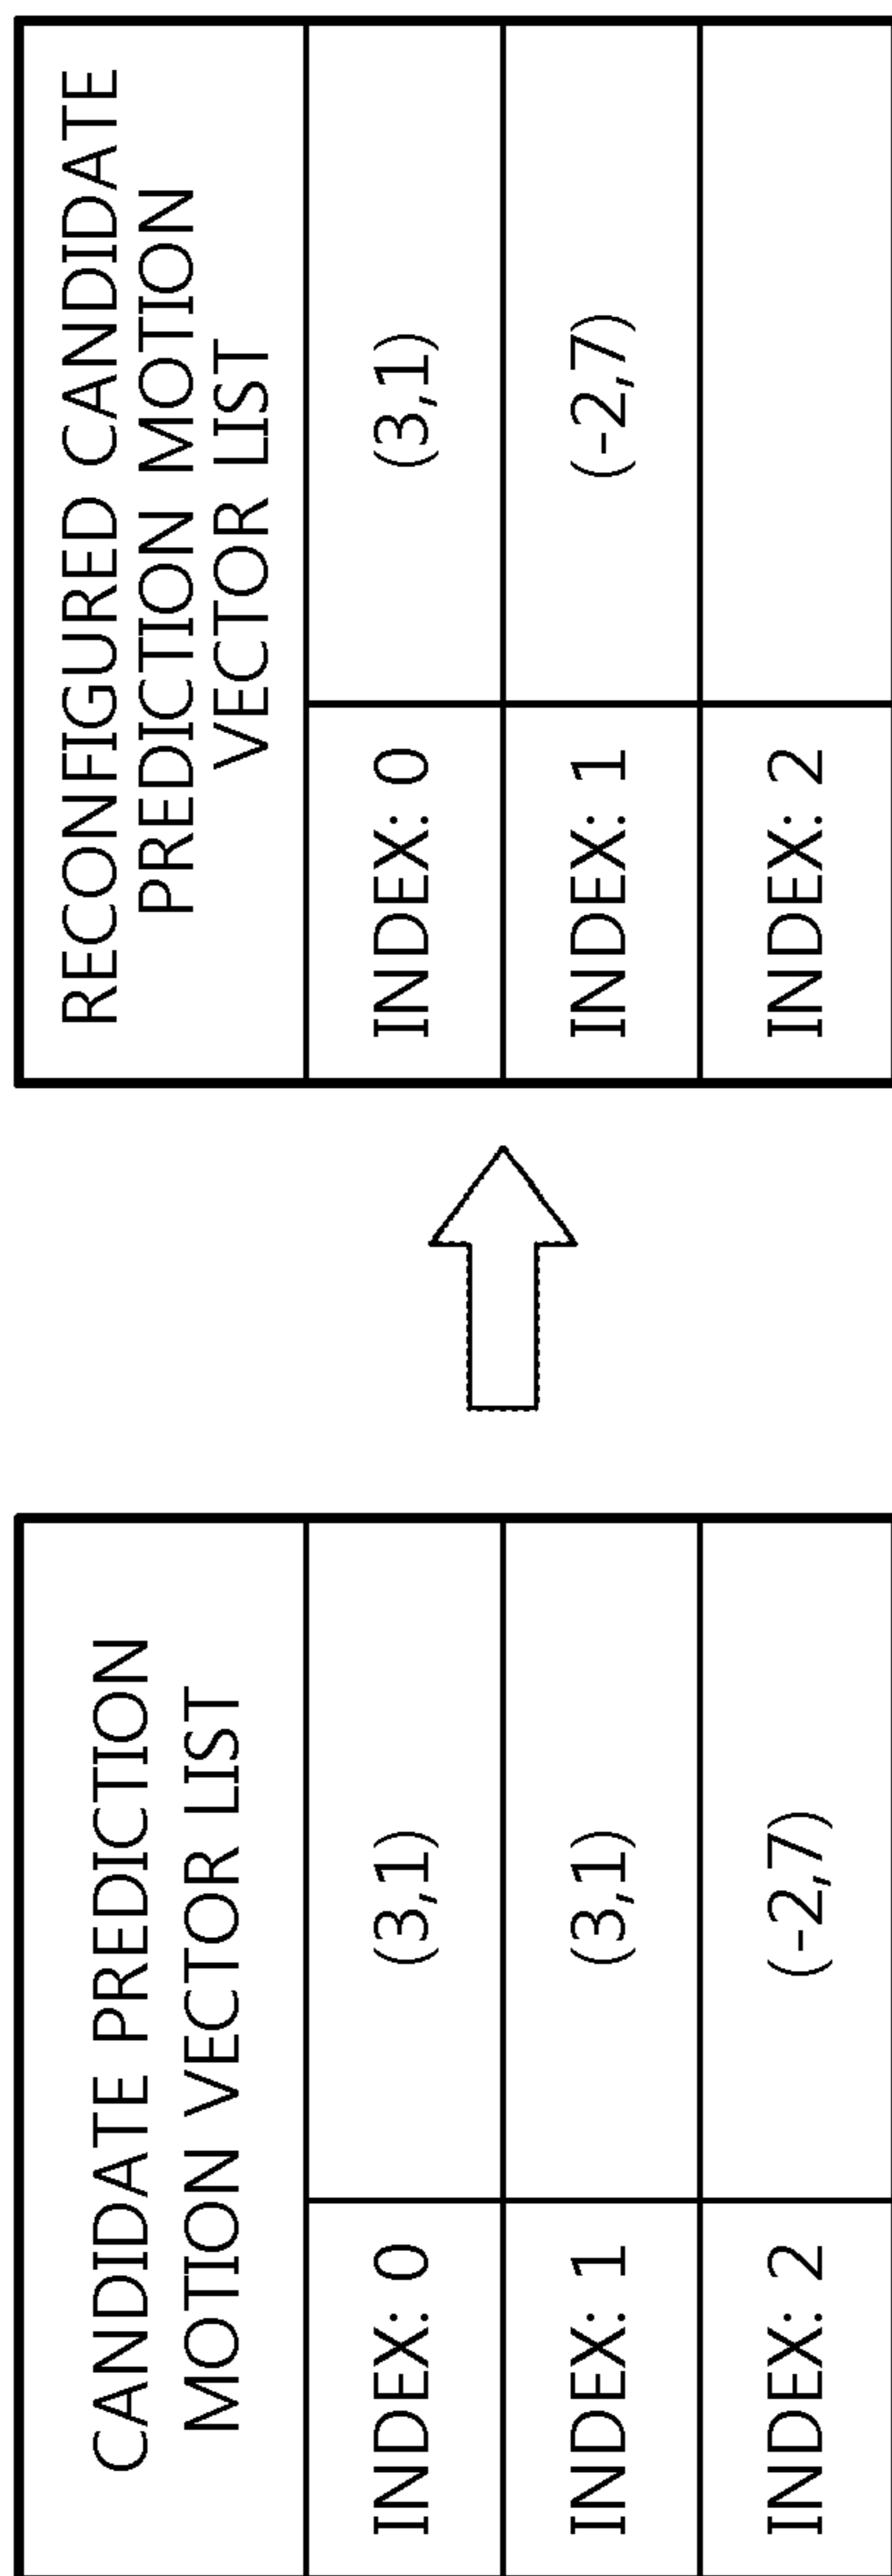 CANDIDATE PREDICTION
MOTION VECTOR LIST
INDEX: 0 (3,1)
INDEX: 1 (3,1)
INDEX: 2 (-2,7)
RECONFIGURED CANDIDATE
PREDICTION MOTION
VECTOR LIST
INDEX: 0 (3,1)
INDEX: 1 (-2,7)
INDEX: 2